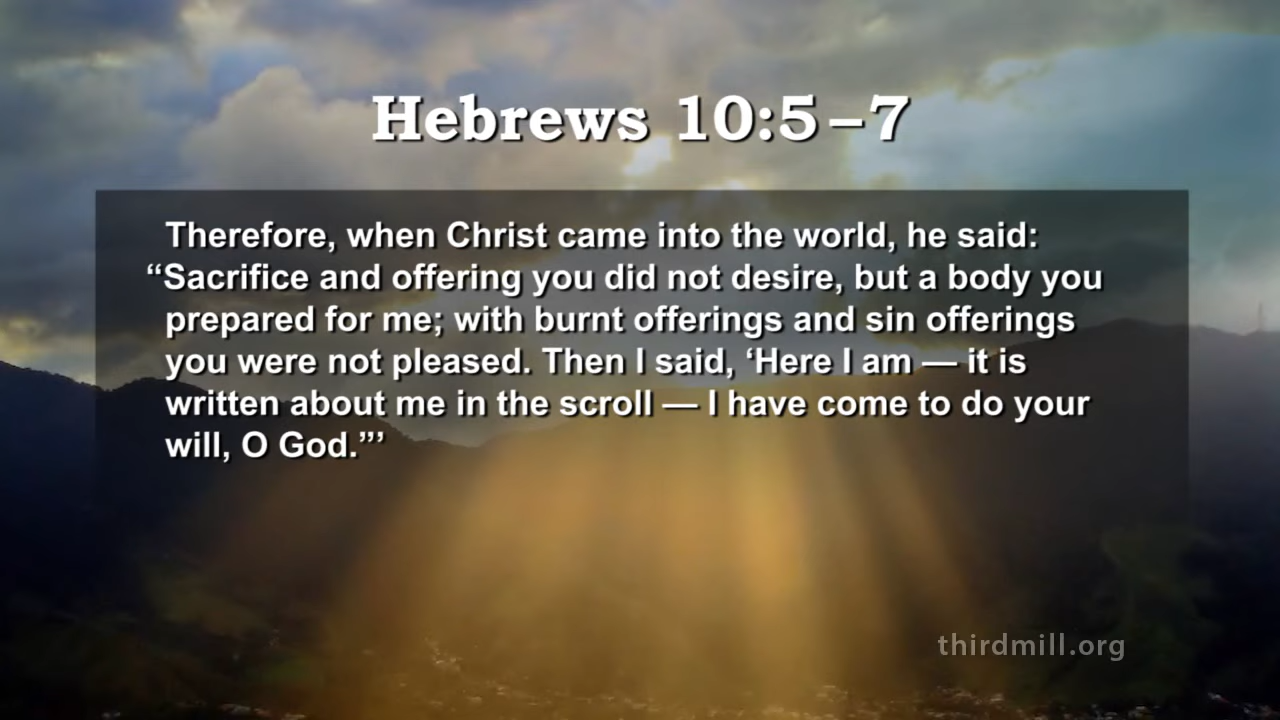 Hebrews 10:5–7
Therefore, when Christ came into the world, he said:
“Sacrifice and offering you did not desire, but a body you
prepared for me; with burnt offerings and sin offerings
you were not pleased. Then I said, ‘Here I am — it is
written about me in the scroll — I have come to do your
will, O God.”’
thirdmill.org